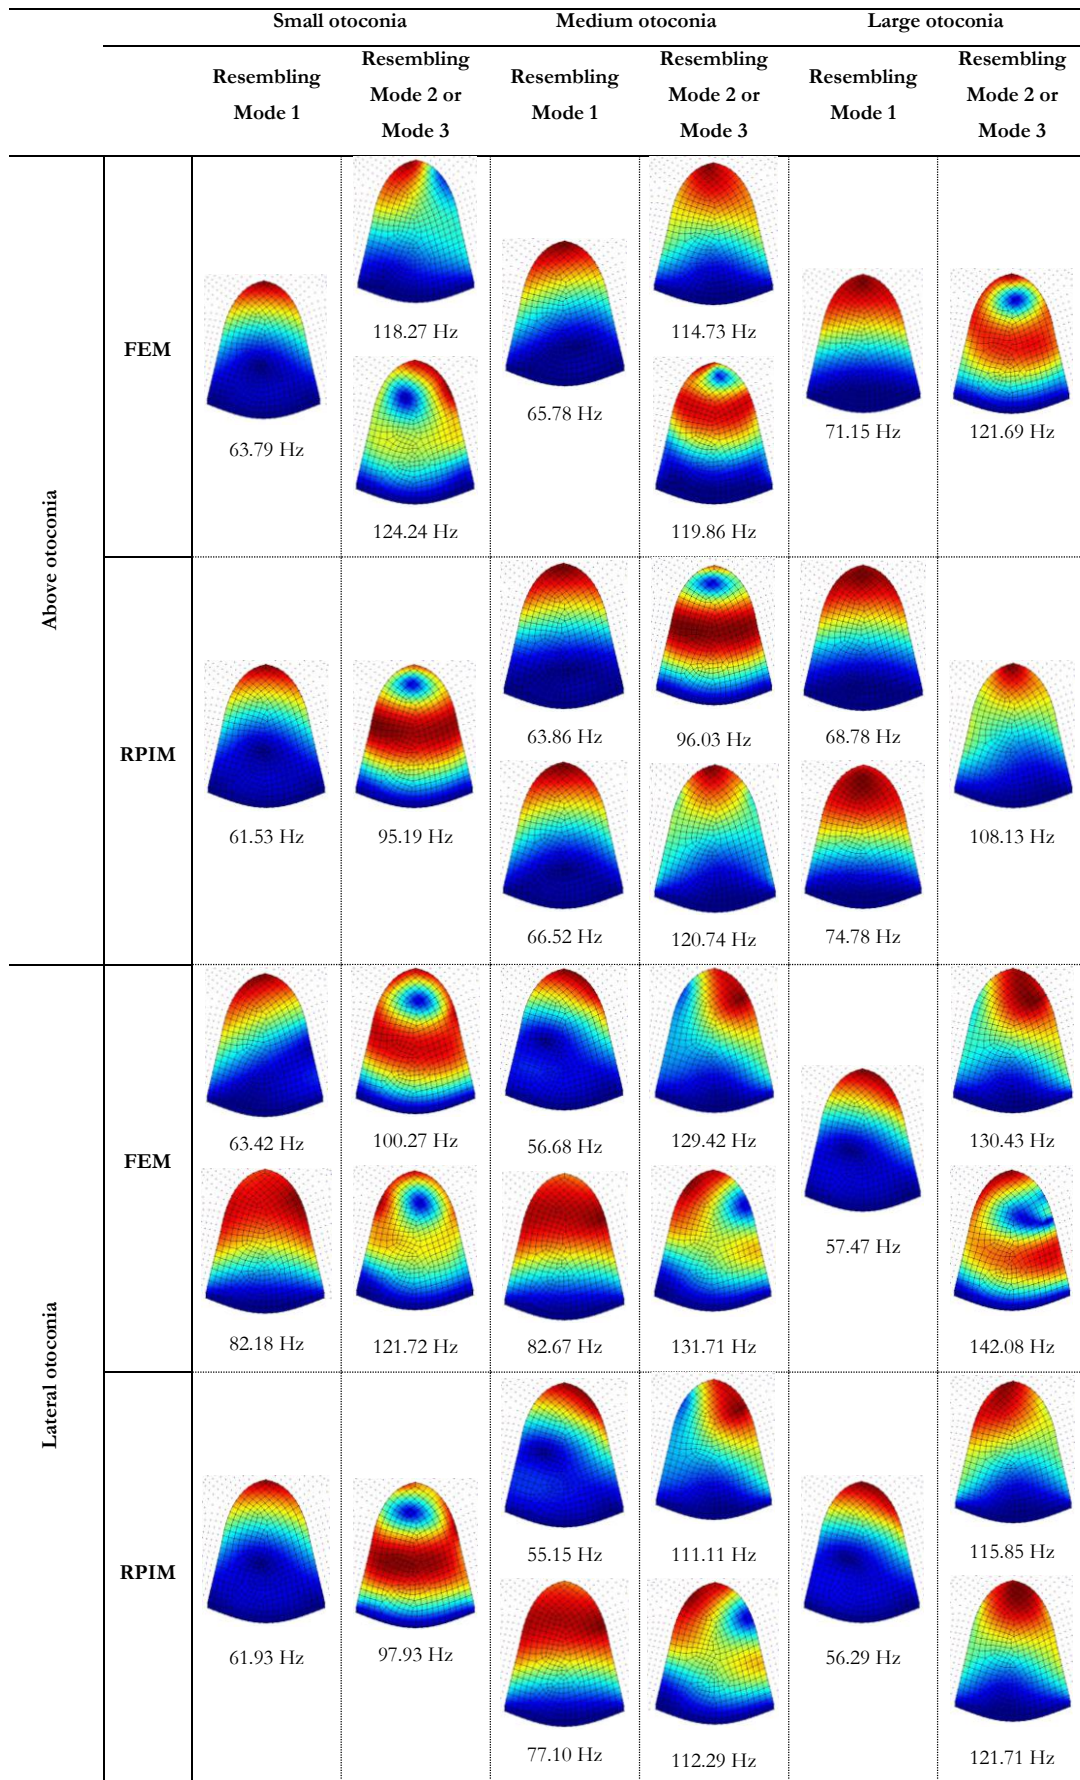 Small otoconia Medium otoconia Large otoconia
Resembling Mode 1
Resembling Mode 2 or Mode 3
Resembling Mode 1
Resembling Mode 2 or Mode 3
Resembling Mode 1
Resembling Mode 2 or Mode 3
Above otoconia
FEM
63.79 Hz
118.27 Hz
124.24 Hz
65.78 Hz
114.73 Hz
119.86 Hz
71.15 Hz
121.69 Hz
RPIM
61.53 Hz
95.19 Hz
63.86 Hz
66.52 Hz
96.03 Hz
120.74 Hz
68.78 Hz
74.78 Hz
108.13 Hz
Lateral otoconia
FEM
63.42 Hz
82.18 Hz
100.27 Hz
121.72 Hz
56.68 Hz
82.67 Hz
129.42 Hz
131.71 Hz
57.47 Hz
130.43 Hz
142.08 Hz
RPIM
61.93 Hz
97.93 Hz
55.15 Hz
77.10 Hz
111.11 Hz
112.29 Hz
56.29 Hz
115.85 Hz
121.71 Hz